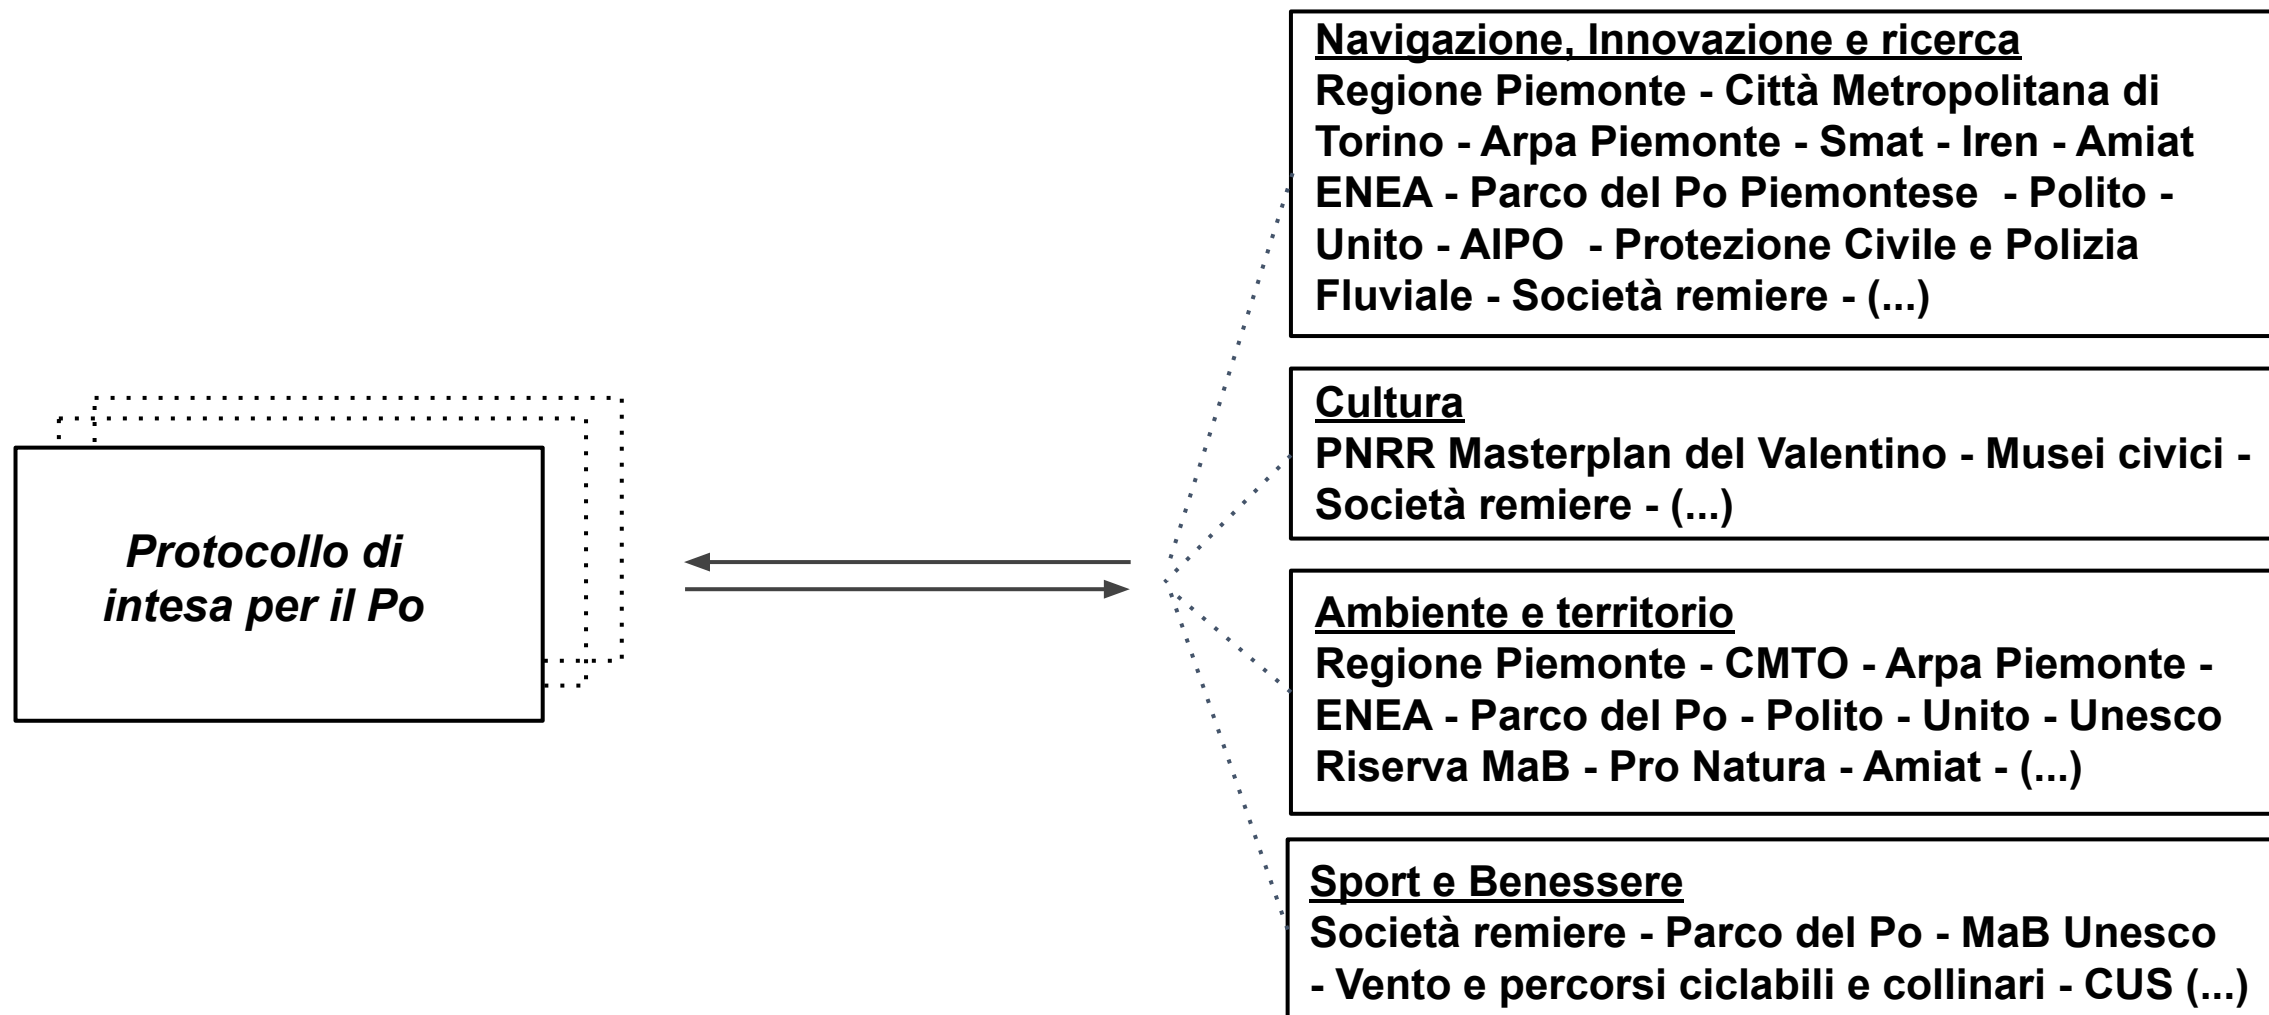 Protocollo di
intesa per il Po
Navigazione, Innovazione e ricerca
Regione Piemonte - Città Metropolitana di
Torino - Arpa Piemonte - Smat - Iren - Amiat
ENEA - Parco del Po Piemontese  - Polito -
Unito - AIPO  - Protezione Civile e Polizia
Fluviale - Società remiere - (...)
Cultura
PNRR Masterplan del Valentino - Musei civici -
Società remiere - (...)
Ambiente e territorio
Regione Piemonte - CMTO - Arpa Piemonte -
ENEA - Parco del Po - Polito - Unito - Unesco
Riserva MaB - Pro Natura - Amiat - (...)
Sport e Benessere
Società remiere - Parco del Po - MaB Unesco
- Vento e percorsi ciclabili e collinari - CUS (...)